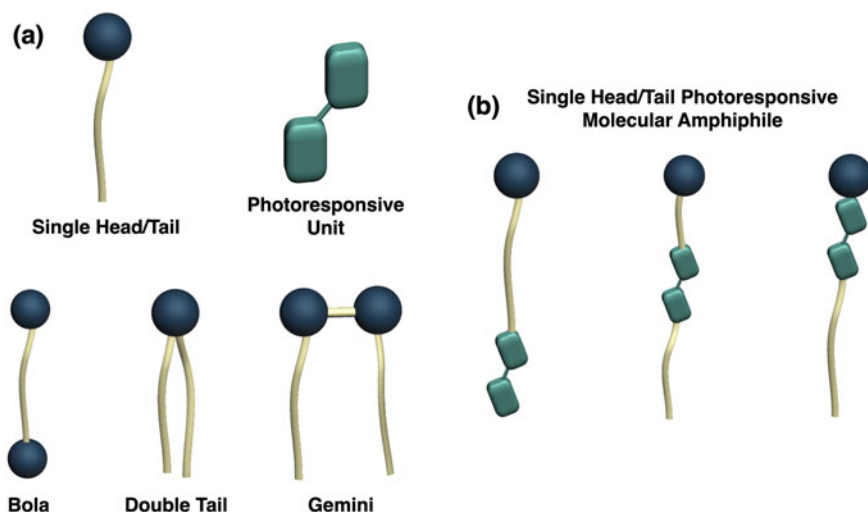 (a)
Single Head/Tail
Photoresponsive
Unit
Bola
Double Tail
Gemini
(b)
Single Head/Tail Photoresponsive
Molecular Amphiphile